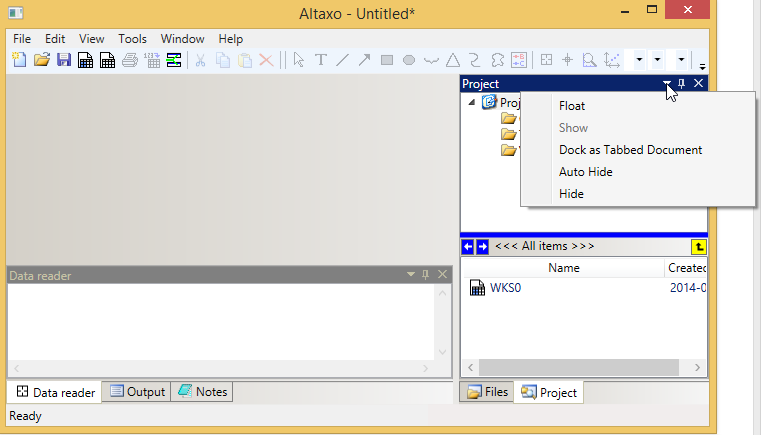 Altaxo - Untitled*
File Edit View Tools Window Help
Project
Proj
Float
Show
Dock as Tabbed Document
Auto Hide
Hide
<<< All items >>>
Name Created
WKS0 2014-0
Data reader
Data reader Output Notes
Files Project
Ready